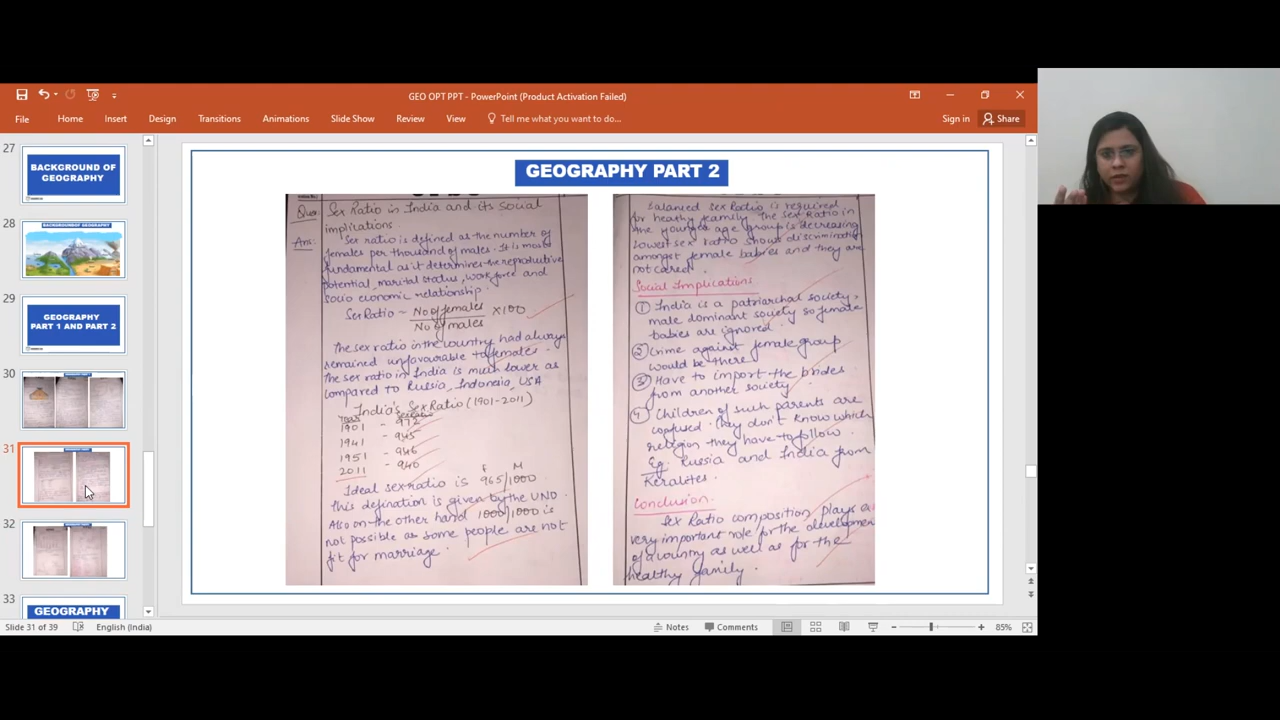 GEO OPT PPT - PowerPoint (Product Activation Failed)
File Home Insert Design Transitions Animations Slide Show Review View Tell me what you want to do... Sign in Share
27
BACKGROUND OF
GEOGRAPHY
28
29
GEOGRAPHY
PART 1 AND PART 2
30
31
32
33
GEOGRAPHY
GEOGRAPHY PART 2
Ques: Sex Ratio in India and its social
implications.
Ans: Sex ratio is defined as the number of
females per thousand of males. It is most
fundamental as it determines the reproductive
potential, marital status, work force and
socio economic relationship.
Sex Ratio ~ No of females
No of males
×100
The sex ratio in the country had always
remained unfavourable to females.
The sex ratio in India is much lower as
compared to Russia, Indonesia, USA
India's Sex Ratio (1901-2011)
Year Sex Ratio
1901 - 972
1941 - 945
1951 - 946
2011 - 940
F M
Ideal sex ratio is 965/1000
this defination is given by the UNO.
Also on the other hand 1000/1000 is
not possible as some people are not
fit for marriage.
balanced sex Ratio is required
for heathy family. The Sex Ratio in
the younger age group is decreasing
lowest sex ratio shows discrimination
amongst female babies and they are
not cared.
Social Implications
① India is a patriarchal society,
male dominant society so female
babies are ignored.
② Crime against female group
would be there
③ Have to import the brides
from another society
④ Children of such parents are
confused. they don't know which
religion they have to follow.
Eg: Russia and India from
Keralites.
Conclusion.
Sex Ratio composition plays a
very important role for the development
of a country as well as for the
healthy family.
Slide 31 of 39 English (India) Notes Comments 85%